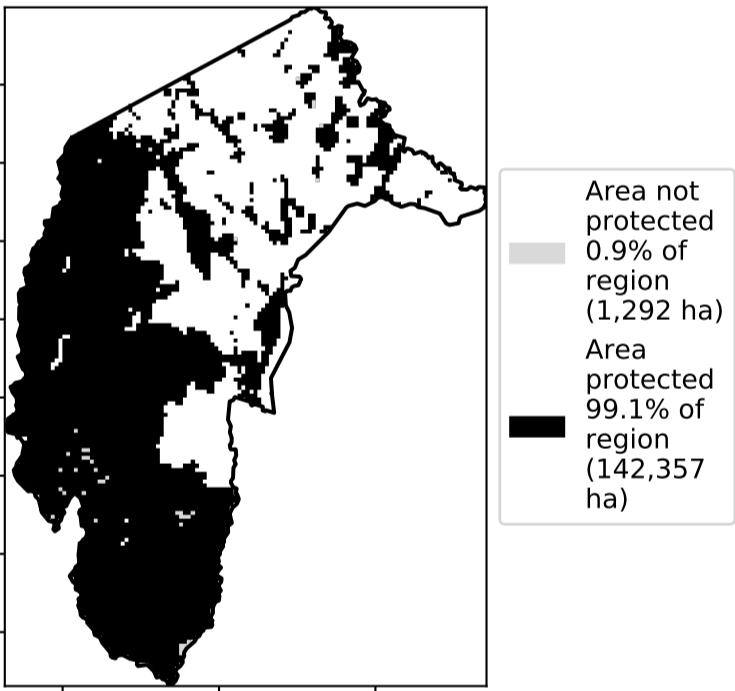 Area not
protected
0.9% of
region
(1,292 ha)
Area
protected
99.1% of
region
(142,357
ha)